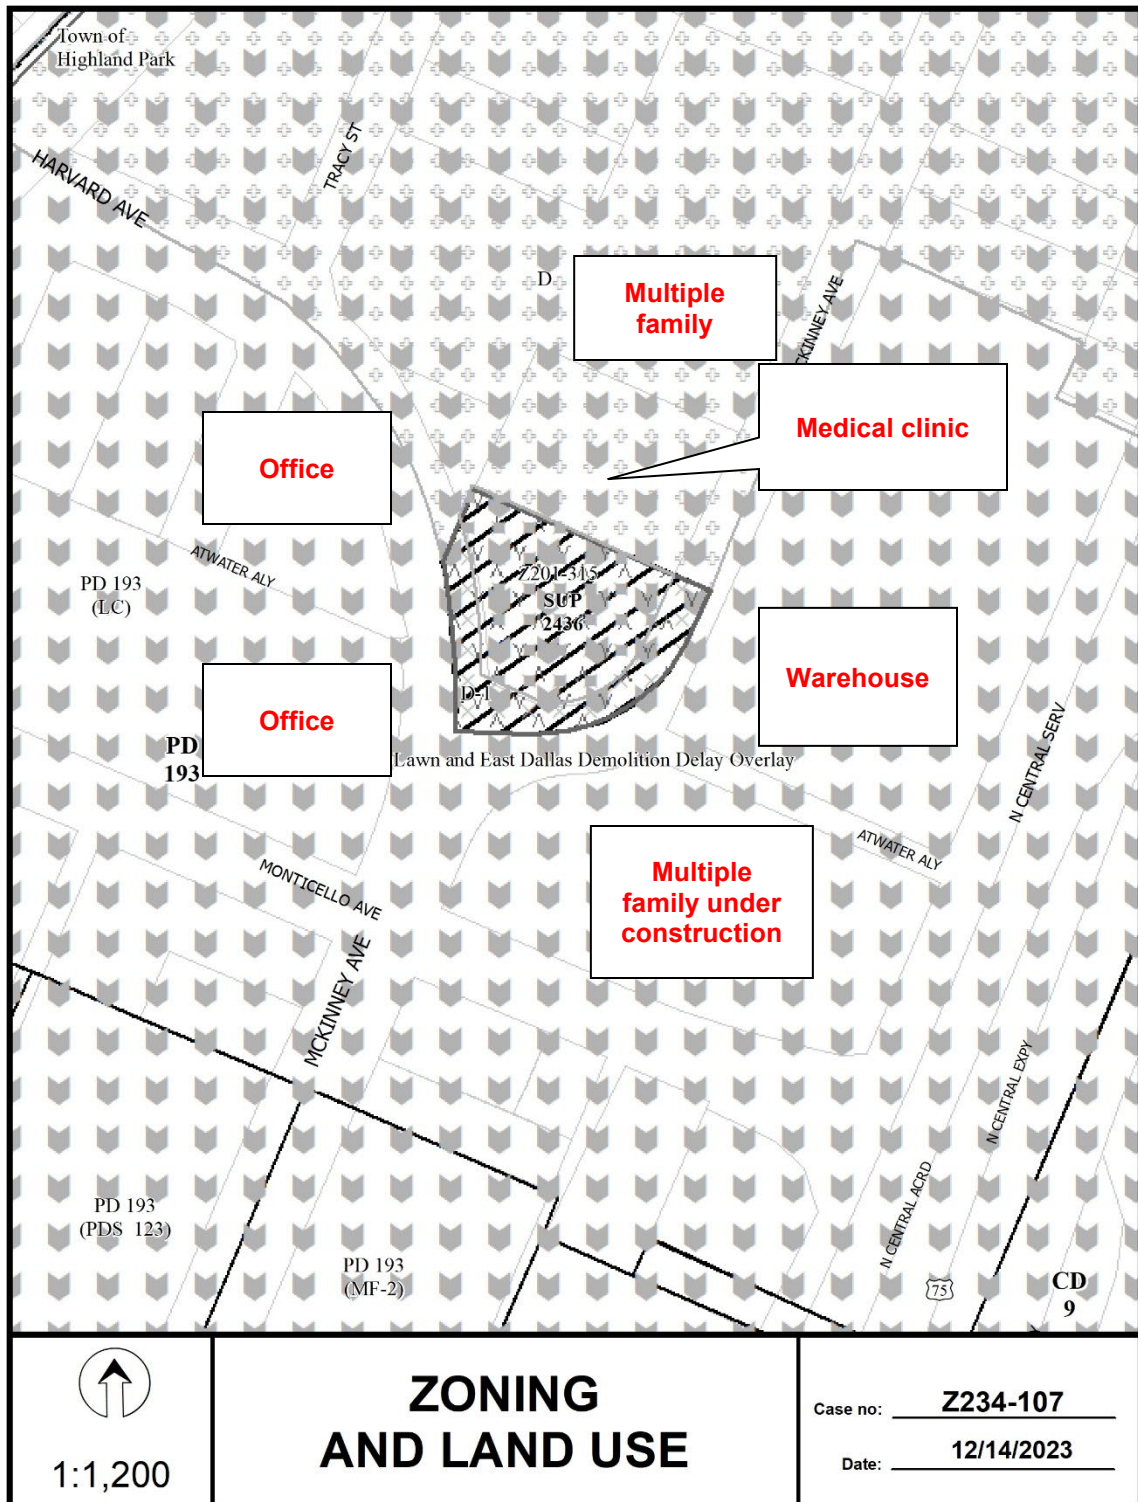 Town of
Highland Park
TRACY ST
HARVARD AVE
D
Multiple
family
CKINNEY AVE
Medical clinic
Office
ATWATER ALY
PD 193
(LC)
Z201-315
SUP
2436
D-1
Office
Warehouse
PD
193
Lawn and East Dallas Demolition Delay Overlay
N CENTRAL SERV
ATWATER ALY
Multiple
family under
construction
MONTICELLO AVE
MCKINNEY AVE
N CENTRAL EXPY
N CENTRAL ACRD
PD 193
(PDS 123)
PD 193
(MF-2)
75
CD
9
1:1,200
ZONING
AND LAND USE
Case no: Z234-107
Date: 12/14/2023